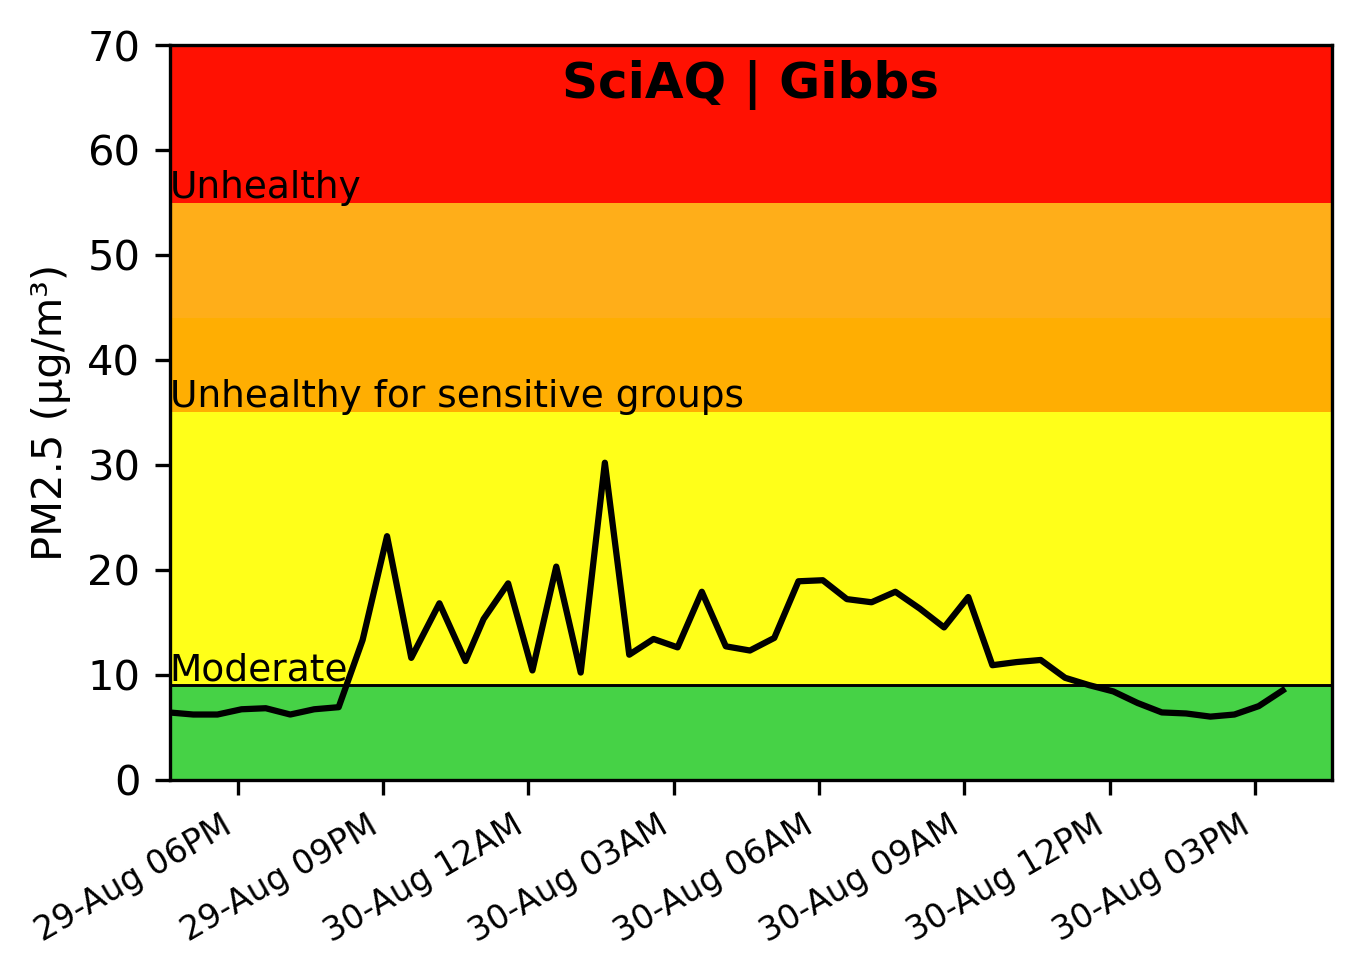 SciAQ | Gibbs
70
60
Unhealthy
50
40
Unhealthy for sensitive groups
30
20
Moderate
10
0
PM2.5 (µg/m³)
29-Aug 06PM
29-Aug 09PM
30-Aug 12AM
30-Aug 03AM
30-Aug 06AM
30-Aug 09AM
30-Aug 12PM
30-Aug 03PM